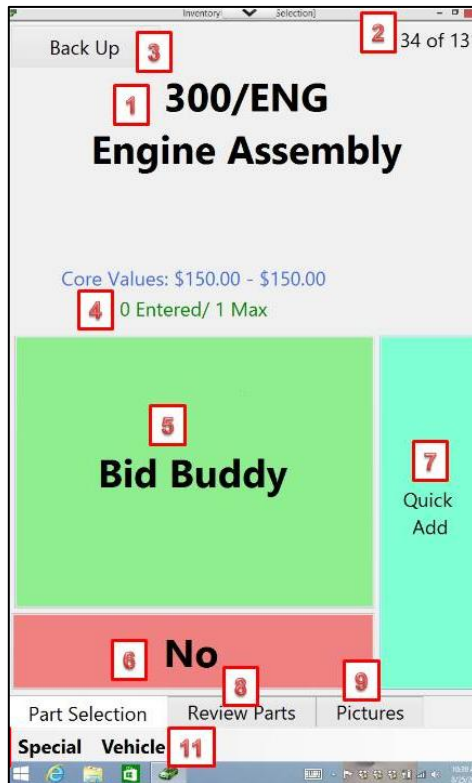 Inventory Selection]
2 34 of 13
Back Up 3
1 300/ENG
Engine Assembly
Core Values: $150.00 - $150.00
4 0 Entered/ 1 Max
5
Bid Buddy
7
Quick
Add
6 No
8
9
Part Selection Review Parts Pictures
Special Vehicle 11